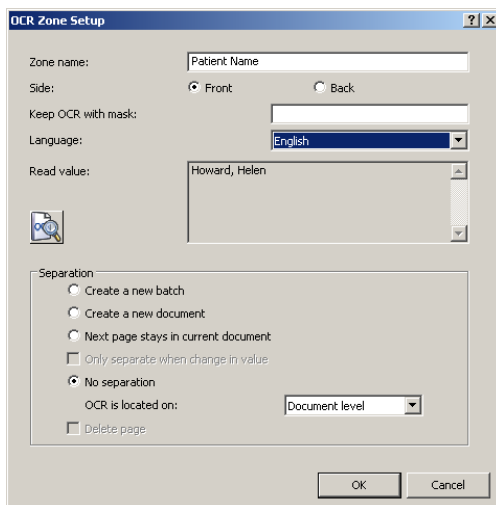 OCR Zone Setup
Zone name: Patient Name
Side: Front Back
Keep OCR with mask:
Language: English
Read value: Howard, Helen
Separation
Create a new batch
Create a new document
Next page stays in current document
Only separate when change in value
No separation
OCR is located on: Document level
Delete page
OK Cancel